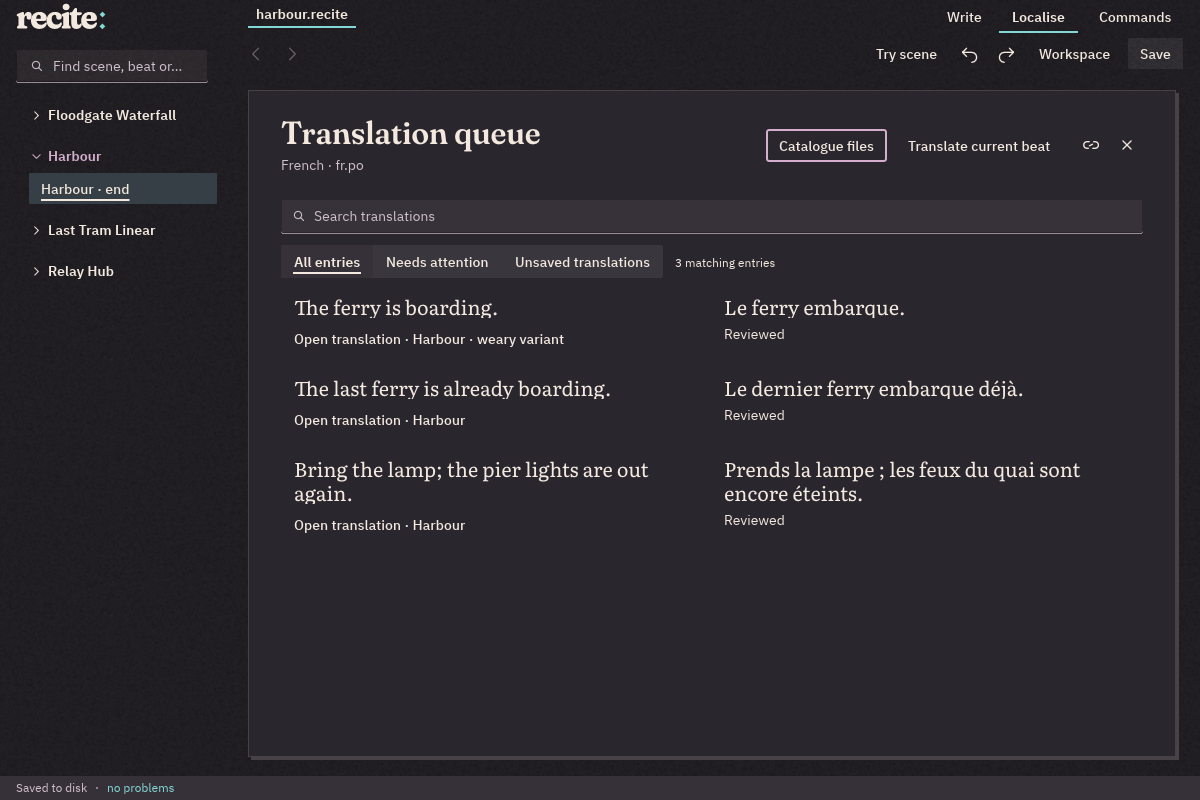 recite:
harbour.recite
Write
Localise
Commands
Find scene, beat or...
Try scene
Workspace
Save
Floodgate Waterfall
Harbour
Harbour · end
Last Tram Linear
Relay Hub
Translation queue
French · fr.po
Catalogue files
Translate current beat
Search translations
All entries
Needs attention
Unsaved translations
3 matching entries
The ferry is boarding.
Open translation · Harbour · weary variant
Le ferry embarque.
Reviewed
The last ferry is already boarding.
Open translation · Harbour
Le dernier ferry embarque déjà.
Reviewed
Bring the lamp; the pier lights are out
again.
Open translation · Harbour
Prends la lampe ; les feux du quai sont
encore éteints.
Reviewed
Saved to disk · no problems